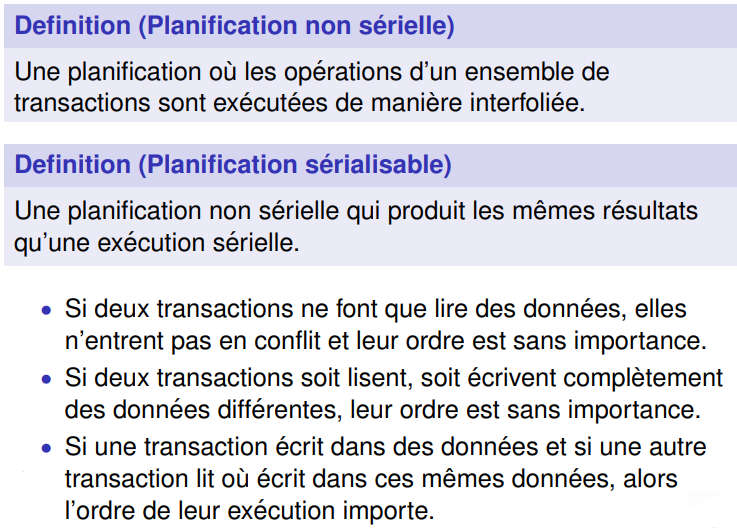 Definition (Planification non sérielle)
Une planification où les opérations d'un ensemble de
transactions sont exécutées de manière interfoliée.
Definition (Planification sérialisable)
Une planification non sérielle qui produit les mêmes résultats
qu'une exécution sérielle.
• Si deux transactions ne font que lire des données, elles
n'entrent pas en conflit et leur ordre est sans importance.
• Si deux transactions soit lisent, soit écrivent complètement
des données différentes, leur ordre est sans importance.
• Si une transaction écrit dans des données et si une autre
transaction lit où écrit dans ces mêmes données, alors
l'ordre de leur exécution importe.